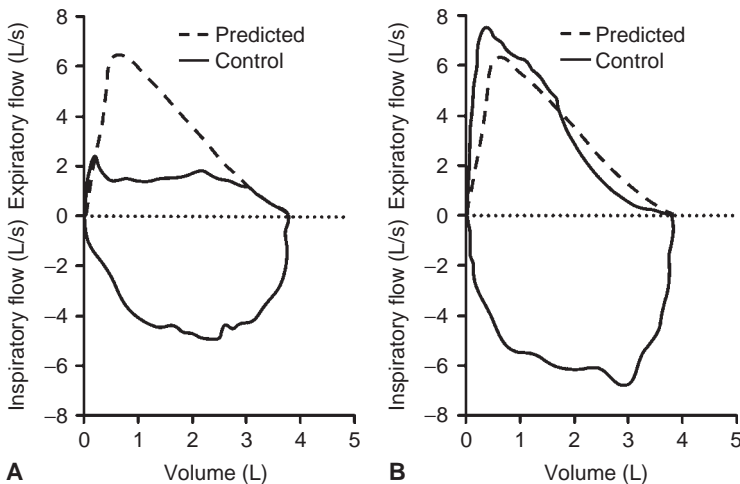 8
6
4
2
0
−2
−4
−6
−8
Inspiratory flow (L/s) Expiratory flow (L/s)
Predicted
Control
0 1 2 3 4 5
Volume (L)
A
8
6
4
2
0
−2
−4
−6
−8
Inspiratory flow (L/s) Expiratory flow (L/s)
Predicted
Control
0 1 2 3 4 5
Volume (L)
B